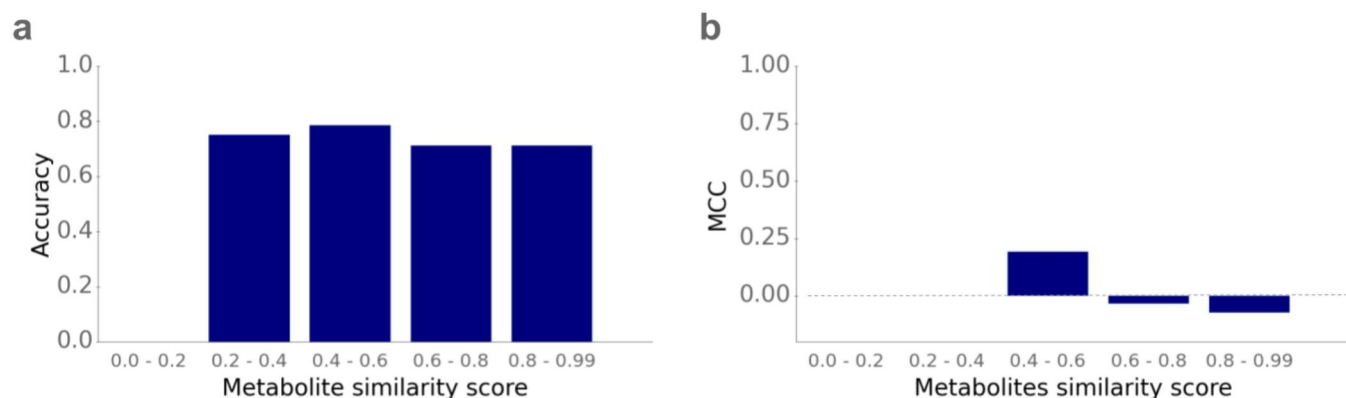 a
1.0
0.8
0.6
0.4
0.2
0.0
Accuracy
0.0 - 0.2 0.2 - 0.4 0.4 - 0.6 0.6 - 0.8 0.8 - 0.99
Metabolite similarity score
b
1.00
0.75
0.50
0.25
0.00
MCC
0.0 - 0.2 0.2 - 0.4 0.4 - 0.6 0.6 - 0.8 0.8 - 0.99
Metabolites similarity score